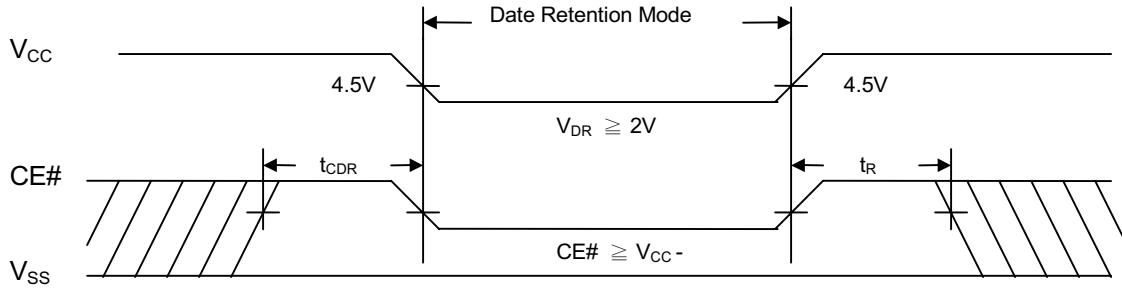 Date Retention Mode
VCC
4.5V 4.5V
VDR ≧ 2V
tCDR tR
CE#
CE# ≧ VCC -
VSS